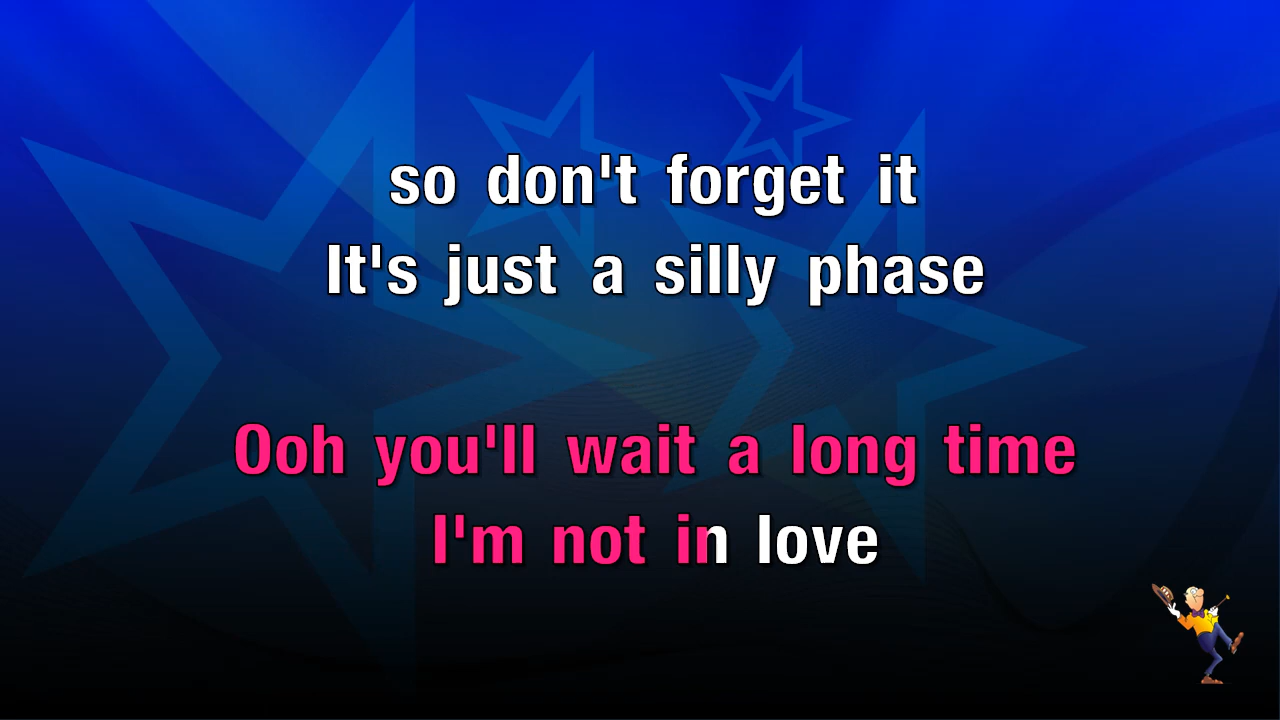 so don't forget it
It's just a silly phase
Ooh you'll wait a long time
I'm not in love